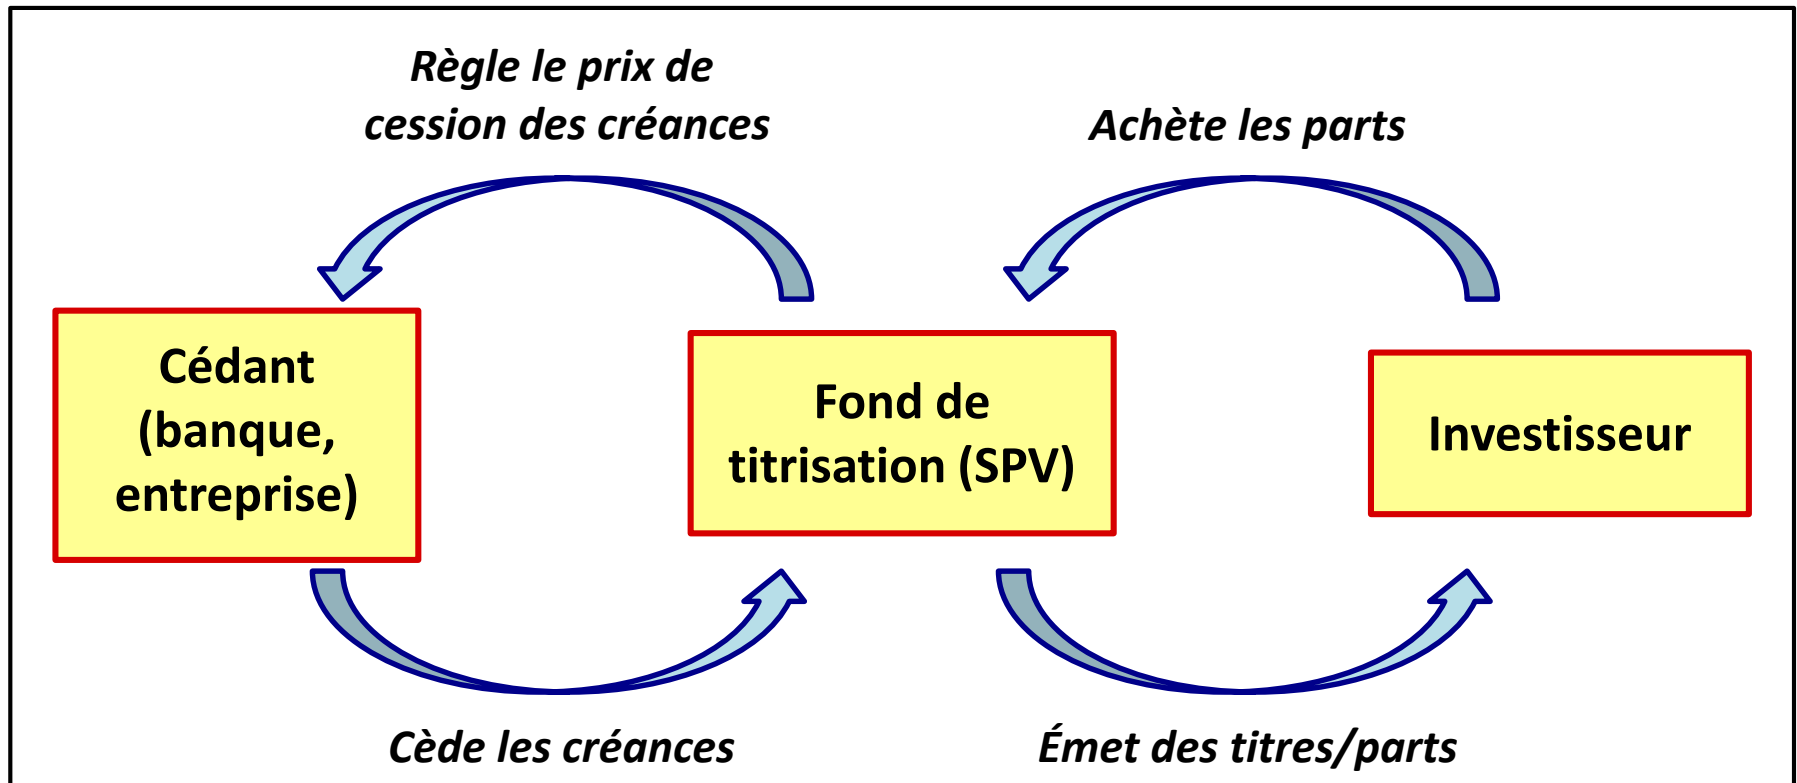 Règle le prix de
cession des créances
Achète les parts
Cédant
(banque,
entreprise)
Fond de
titrisation (SPV)
Investisseur
Cède les créances
Émet des titres/parts